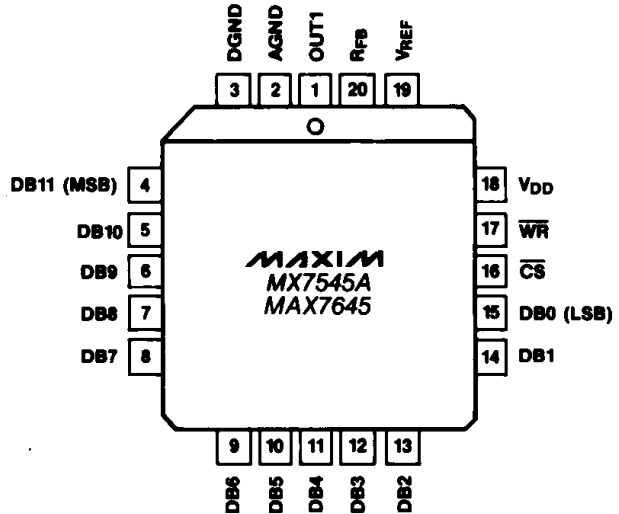 DGND
AGND
OUT1
RFB
VREF
3
2
1
20
19
DB11 (MSB) 4
DB10 5
DB9 6
DB8 7
DB7 8
MAXIM
MX7545A
MAX7645
18 VDD
17 W̅R̅
16 C̅S̅
15 DB0 (LSB)
14 DB1
9
10
11
12
13
DB6
DB5
DB4
DB3
DB2